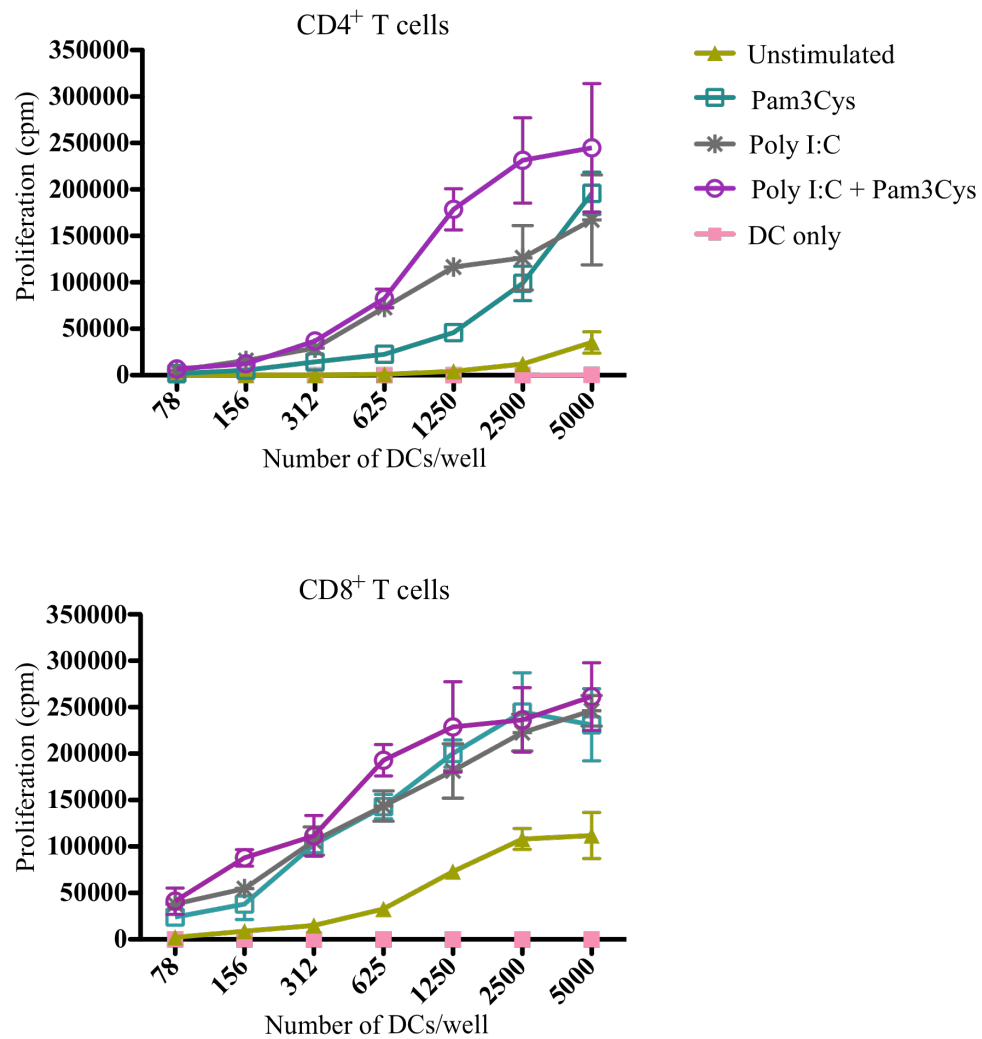 CD4⁺ T cells
350000
300000
250000
200000
150000
100000
50000
0
Proliferation (cpm)
78
156
312
625
1250
2500
5000
Number of DCs/well
Unstimulated
Pam3Cys
Poly I:C
Poly I:C + Pam3Cys
DC only
CD8⁺ T cells
350000
300000
250000
200000
150000
100000
50000
0
Proliferation (cpm)
78
156
312
625
1250
2500
5000
Number of DCs/well